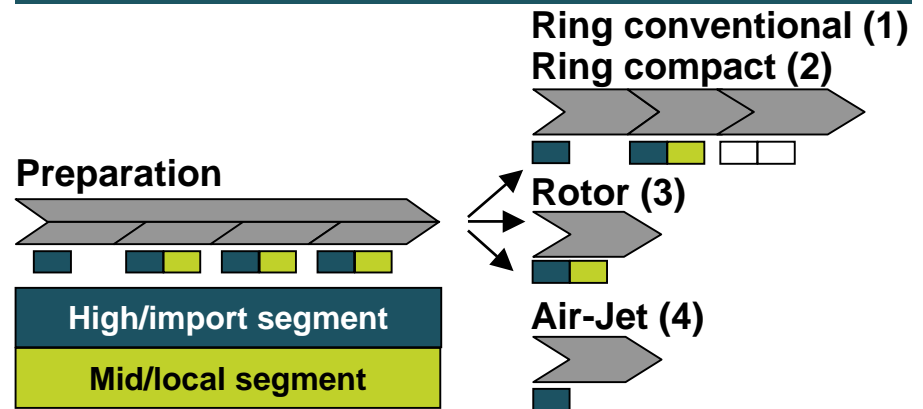 Ring conventional (1)
Ring compact (2)
Preparation
Rotor (3)
High/import segment
Air-Jet (4)
Mid/local segment